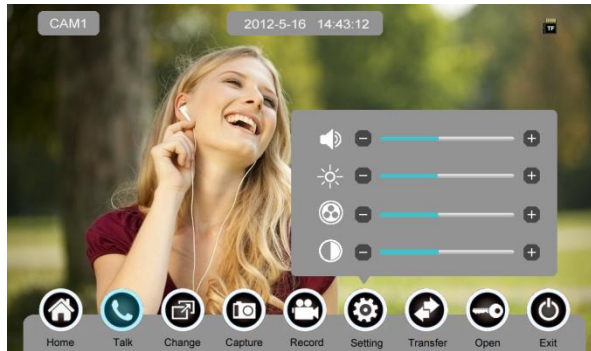 CAM1
2012-5-16 14:43:12
TF
Home Talk Change Capture Record Setting Transfer Open Exit